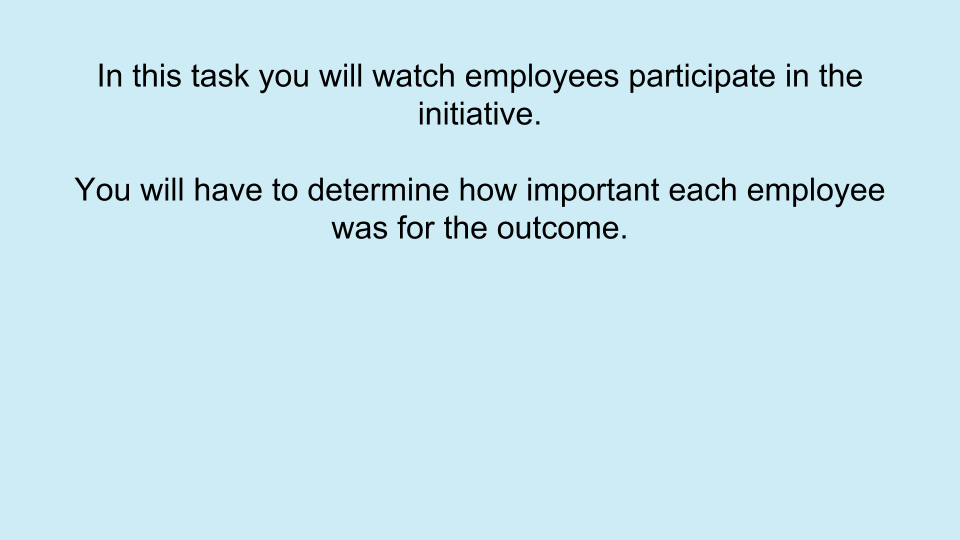 In this task you will watch employees participate in the
initiative.
You will have to determine how important each employee
was for the outcome.